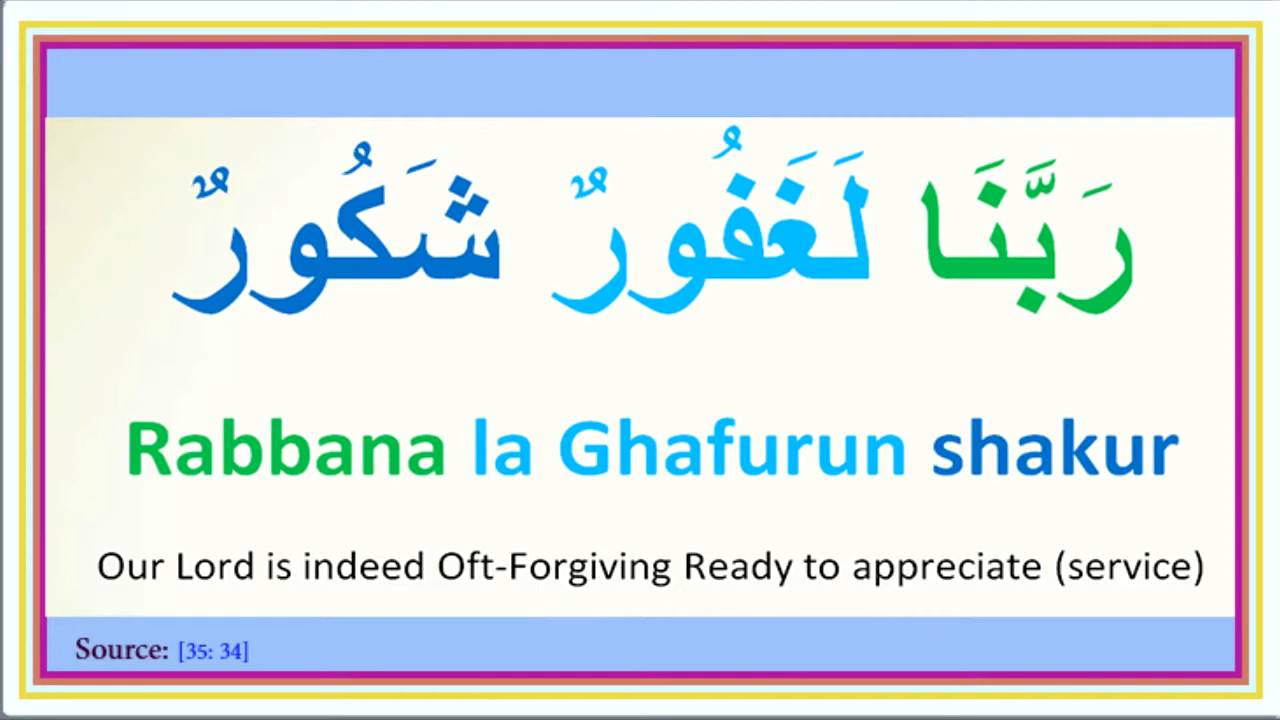 رَبَّنَا لَغَفُورٌ شَكُورٌ
Rabbana la Ghafurun shakur
Our Lord is indeed Oft-Forgiving Ready to appreciate (service)
Source: [35: 34]